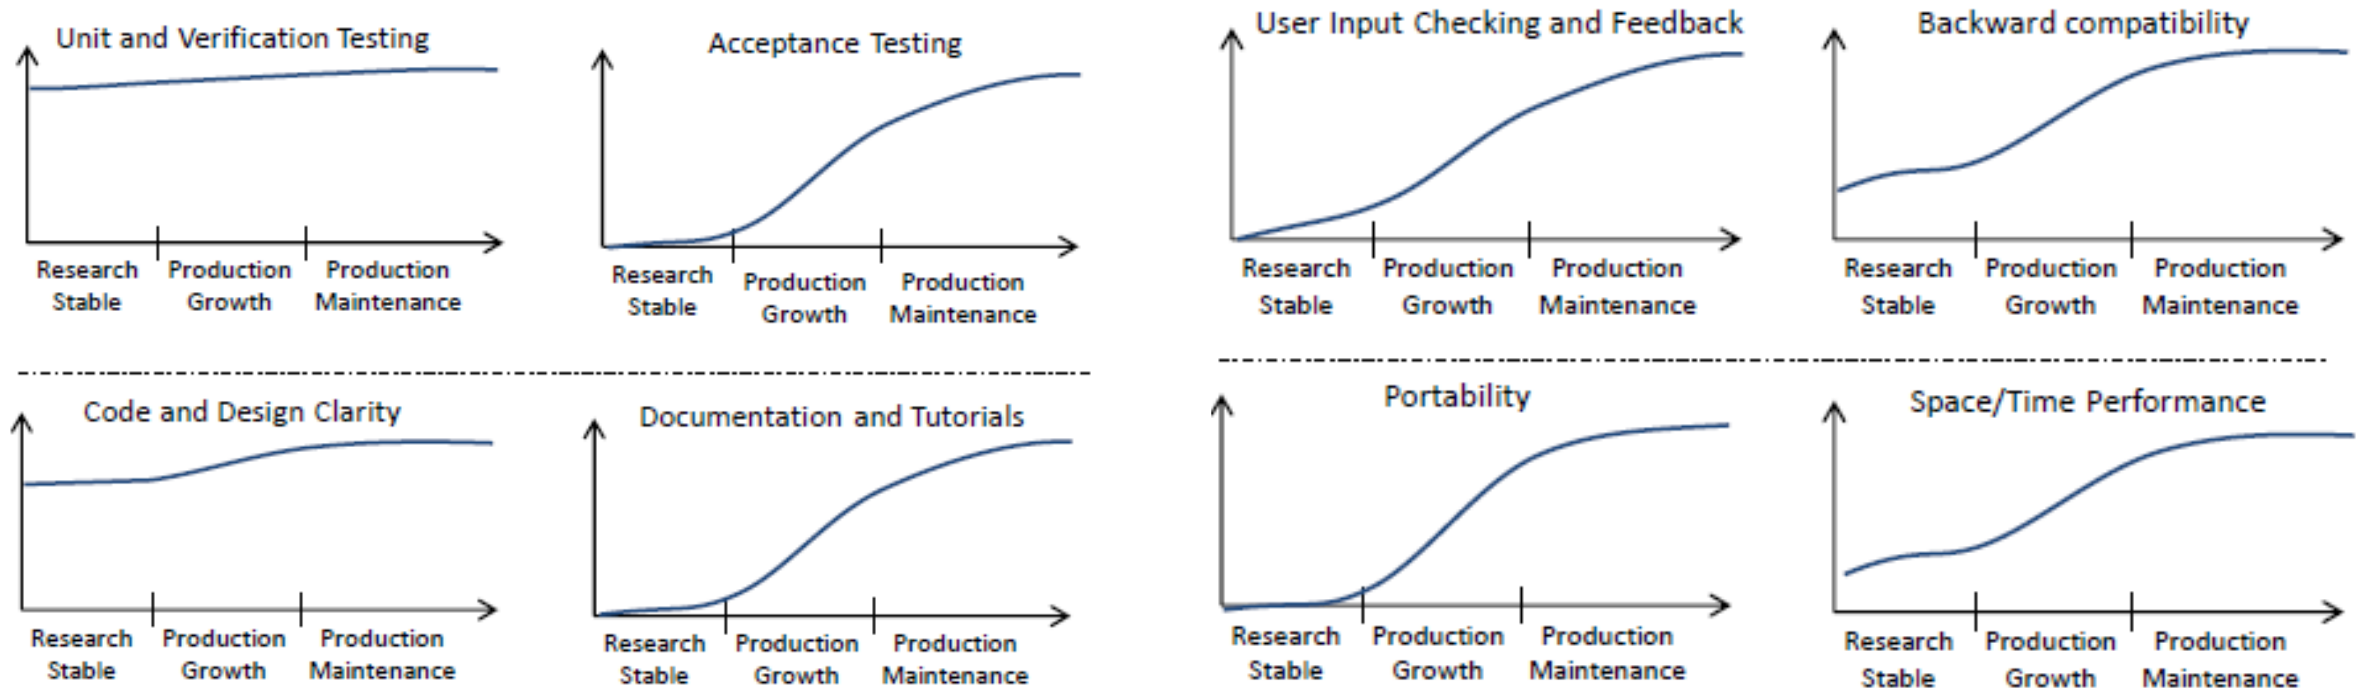 Unit and Verification Testing
Research
Stable
Production
Growth
Production
Maintenance
Acceptance Testing
Research
Stable
Production
Growth
Production
Maintenance
User Input Checking and Feedback
Research
Stable
Production
Growth
Production
Maintenance
Backward compatibility
Research
Stable
Production
Growth
Production
Maintenance
Code and Design Clarity
Research
Stable
Production
Growth
Production
Maintenance
Documentation and Tutorials
Research
Stable
Production
Growth
Production
Maintenance
Portability
Research
Stable
Production
Growth
Production
Maintenance
Space/Time Performance
Research
Stable
Production
Growth
Production
Maintenance